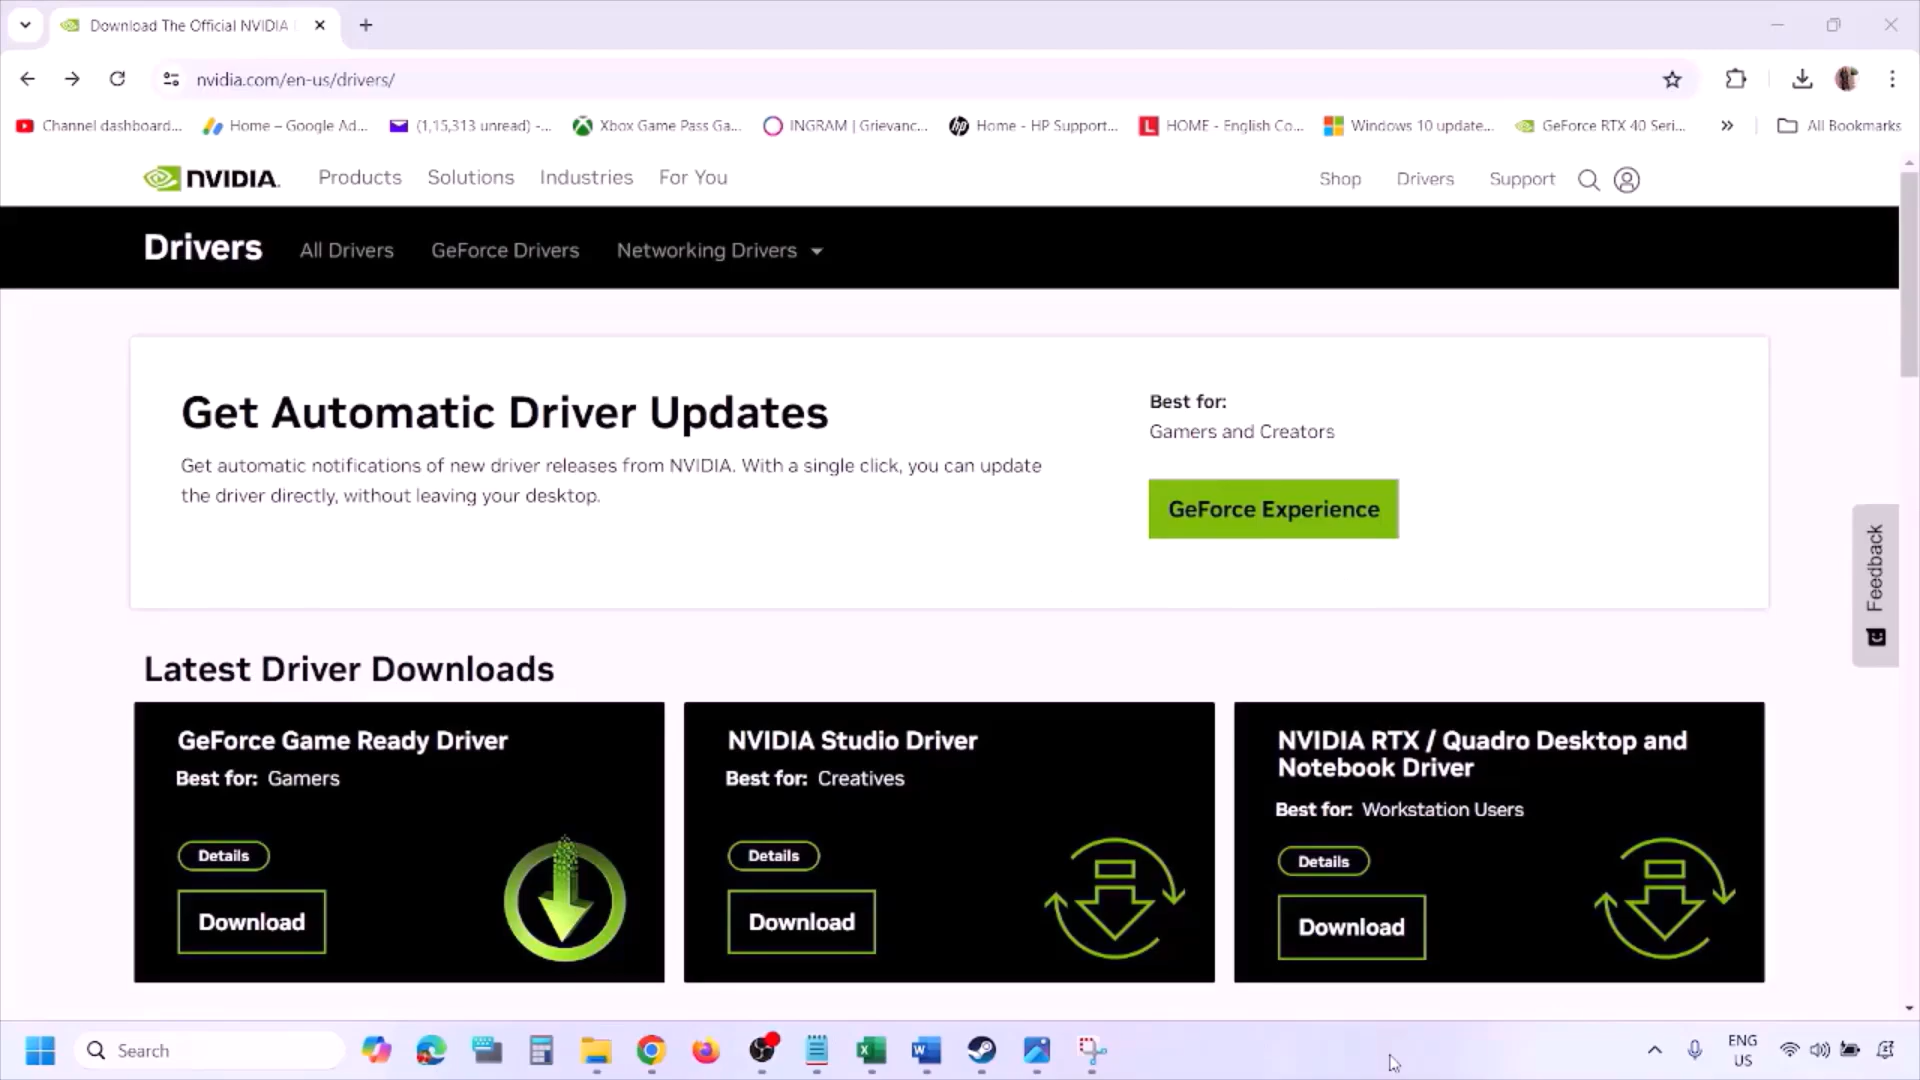 Download The Official NVIDIA
nvidia.com/en-us/drivers/
Channel dashboard...
Home – Google Ad...
(1,15,313 unread) -...
Xbox Game Pass Ga...
INGRAM | Grievanc...
Home - HP Support...
HOME - English Co...
Windows 10 update...
GeForce RTX 40 Seri...
All Bookmarks
NVIDIA.
Products
Solutions
Industries
For You
Shop
Drivers
Support
Drivers
All Drivers
GeForce Drivers
Networking Drivers
Get Automatic Driver Updates
Get automatic notifications of new driver releases from NVIDIA. With a single click, you can update
the driver directly, without leaving your desktop.
Best for:
Gamers and Creators
GeForce Experience
Feedback
Latest Driver Downloads
GeForce Game Ready Driver
Best for: Gamers
Details
Download
NVIDIA Studio Driver
Best for: Creatives
Details
Download
NVIDIA RTX / Quadro Desktop and
Notebook Driver
Best for: Workstation Users
Details
Download
Search
ENG
US